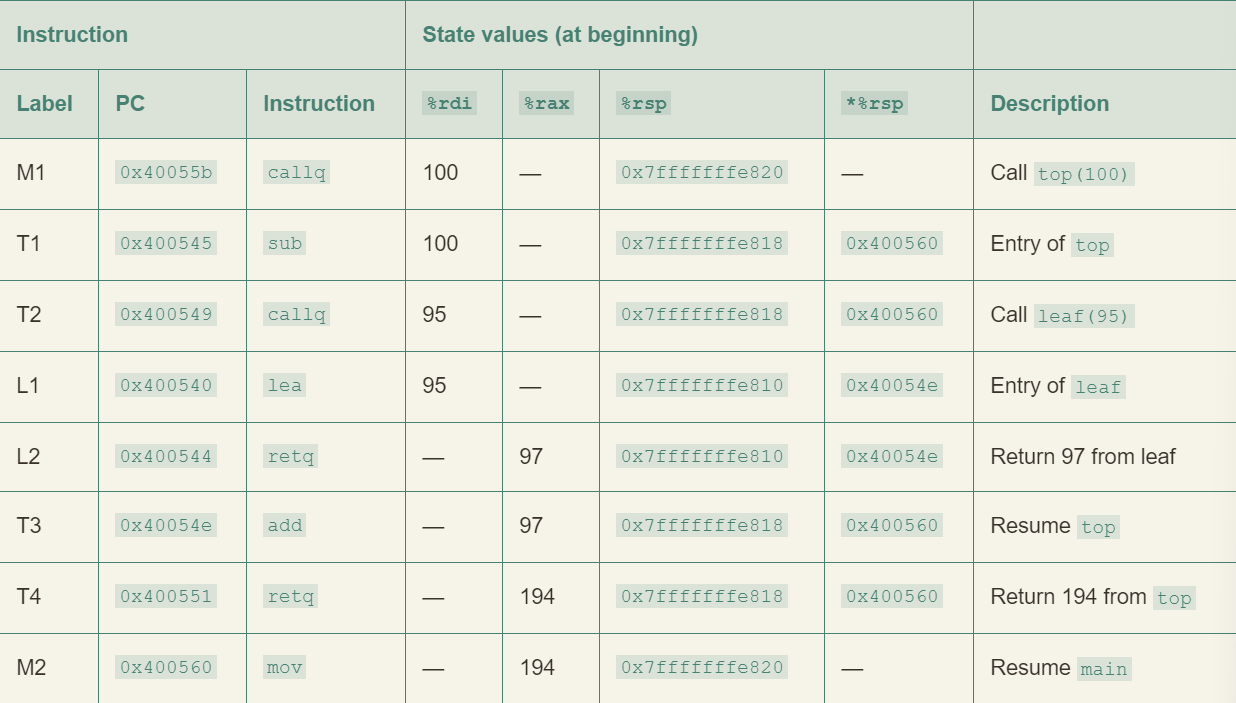 Instruction State values (at beginning)
Label PC Instruction %rdi %rax %rsp *%rsp Description
M1 0x40055b callq 100 — 0x7fffffffe820 — Call top(100)
T1 0x400545 sub 100 — 0x7fffffffe818 0x400560 Entry of top
T2 0x400549 callq 95 — 0x7fffffffe818 0x400560 Call leaf(95)
L1 0x400540 lea 95 — 0x7fffffffe810 0x40054e Entry of leaf
L2 0x400544 retq — 97 0x7fffffffe810 0x40054e Return 97 from leaf
T3 0x40054e add — 97 0x7fffffffe818 0x400560 Resume top
T4 0x400551 retq — 194 0x7fffffffe818 0x400560 Return 194 from top
M2 0x400560 mov — 194 0x7fffffffe820 — Resume main